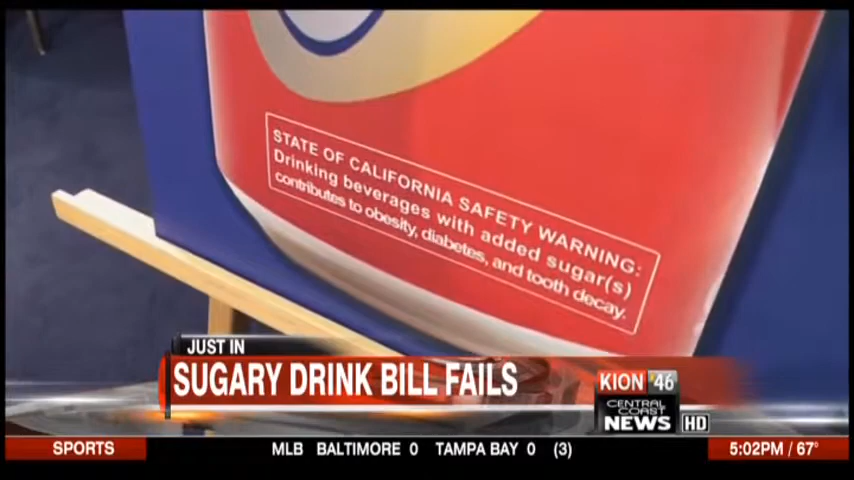 STATE OF CALIFORNIA SAFETY WARNING:
Drinking beverages with added sugar(s)
contributes to obesity, diabetes, and tooth decay.
JUST IN
SUGARY DRINK BILL FAILS
KION 46
CENTRAL
COAST
NEWS HD
SPORTS MLB BALTIMORE 0 TAMPA BAY 0 (3) 5:02PM / 67°